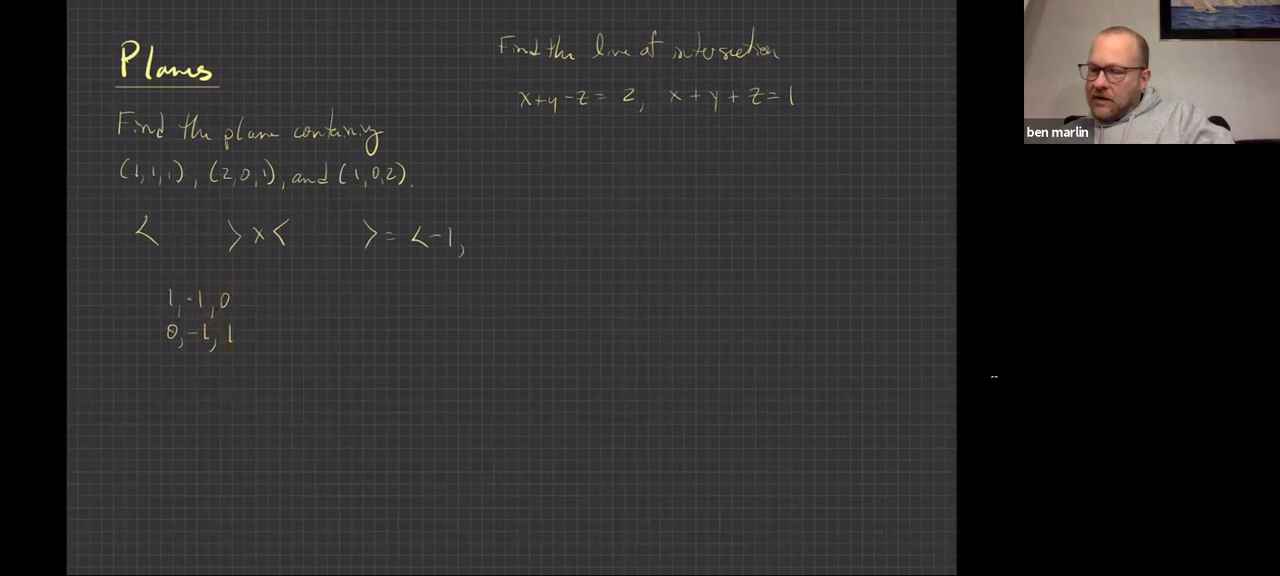 Planes
Find the plane containing
(1,1,1), (2,0,1), and (1,0,2).
<      > x <      > = <-1,
1,-1,0
0,-1,1
Find the line of intersection
x+y-z=2, x+y+z=1
ben marlin